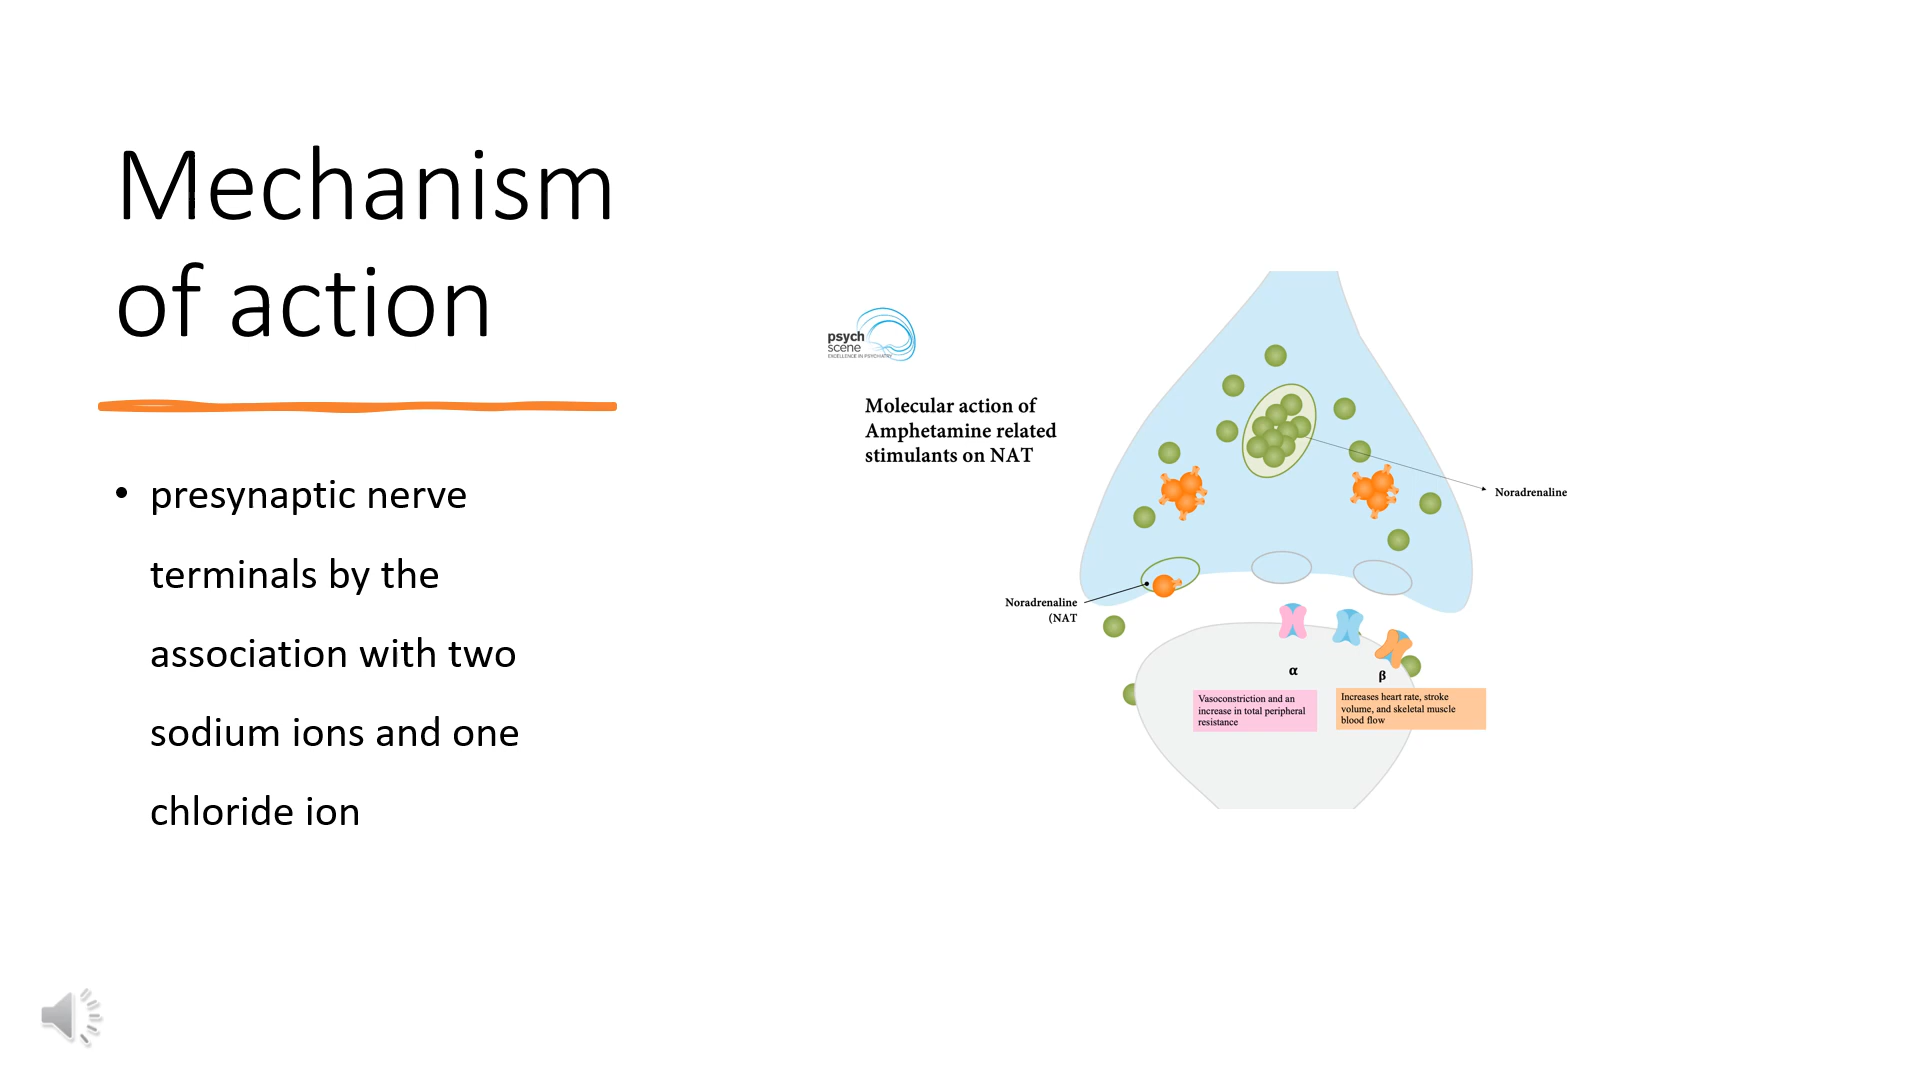 Mechanism
of action
• presynaptic nerve
terminals by the
association with two
sodium ions and one
chloride ion
psych
scene
EXCELLENCE IN PSYCHIATRY
Molecular action of
Amphetamine related
stimulants on NAT
Noradrenaline
Noradrenaline
(NAT
α
β
Vasoconstriction and an
increase in total peripheral
resistance
Increases heart rate, stroke
volume, and skeletal muscle
blood flow